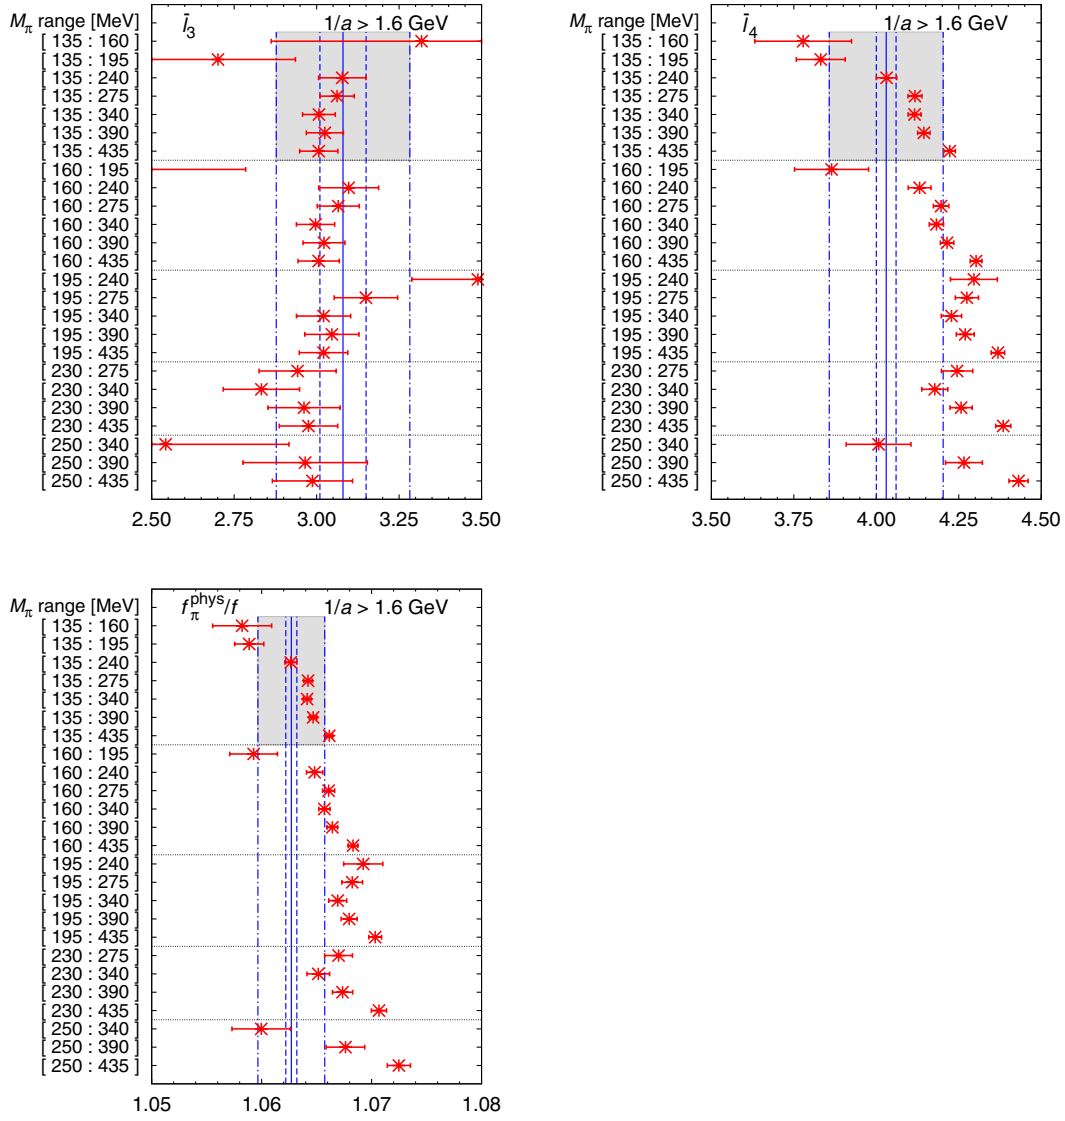 M_π range [MeV] l̄_3 1/a > 1.6 GeV
[ 135 : 160]
[ 135 : 195]
[ 135 : 240]
[ 135 : 275]
[ 135 : 340]
[ 135 : 390]
[ 135 : 435]
[ 160 : 195]
[ 160 : 240]
[ 160 : 275]
[ 160 : 340]
[ 160 : 390]
[ 160 : 435]
[ 195 : 240]
[ 195 : 275]
[ 195 : 340]
[ 195 : 390]
[ 195 : 435]
[ 230 : 275]
[ 230 : 340]
[ 230 : 390]
[ 230 : 435]
[ 250 : 340]
[ 250 : 390]
[ 250 : 435]
2.50 2.75 3.00 3.25 3.50
M_π range [MeV] l̄_4 1/a > 1.6 GeV
[ 135 : 160]
[ 135 : 195]
[ 135 : 240]
[ 135 : 275]
[ 135 : 340]
[ 135 : 390]
[ 135 : 435]
[ 160 : 195]
[ 160 : 240]
[ 160 : 275]
[ 160 : 340]
[ 160 : 390]
[ 160 : 435]
[ 195 : 240]
[ 195 : 275]
[ 195 : 340]
[ 195 : 390]
[ 195 : 435]
[ 230 : 275]
[ 230 : 340]
[ 230 : 390]
[ 230 : 435]
[ 250 : 340]
[ 250 : 390]
[ 250 : 435]
3.50 3.75 4.00 4.25 4.50
M_π range [MeV] f_π^phys/f 1/a > 1.6 GeV
[ 135 : 160]
[ 135 : 195]
[ 135 : 240]
[ 135 : 275]
[ 135 : 340]
[ 135 : 390]
[ 135 : 435]
[ 160 : 195]
[ 160 : 240]
[ 160 : 275]
[ 160 : 340]
[ 160 : 390]
[ 160 : 435]
[ 195 : 240]
[ 195 : 275]
[ 195 : 340]
[ 195 : 390]
[ 195 : 435]
[ 230 : 275]
[ 230 : 340]
[ 230 : 390]
[ 230 : 435]
[ 250 : 340]
[ 250 : 390]
[ 250 : 435]
1.05 1.06 1.07 1.08